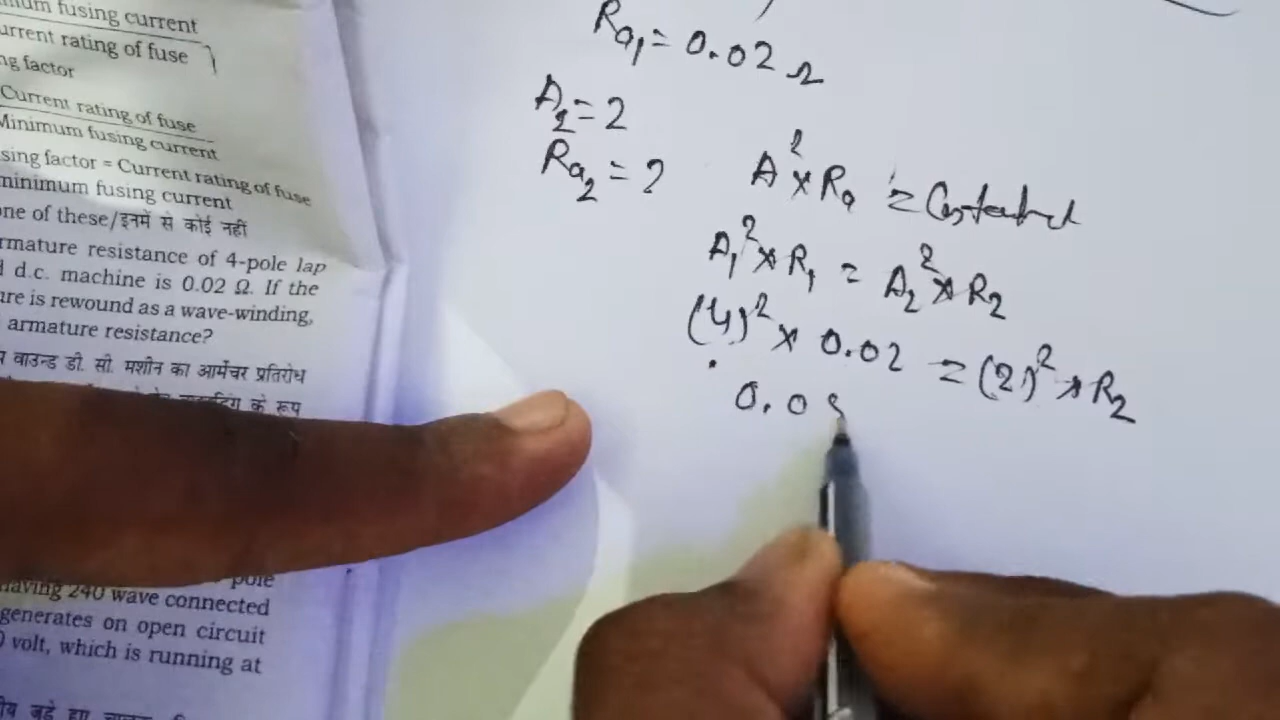 mum fusing current
urrent rating of fuse
ng factor
Current rating of fuse
Minimum fusing current
sing factor = Current rating of fuse
minimum fusing current
one of these/इनमें से कोई नहीं
rmature resistance of 4-pole lap
d d.c. machine is 0.02 Ω. If the
ure is rewound as a wave-winding,
armature resistance?
वाउन्ड डी. सी. मशीन का आर्मेचर प्रतिरोध
के रूप
pole
having 240 wave connected
generates on open circuit
0 volt, which is running at
Ra₁ = 0.02 Ω
A₂ = 2
Ra₂ = ?
A² × Ra = Constant
A₁² × R₁ = A₂² × R₂
(4)² × 0.02 = (2)² × R₂
0.08